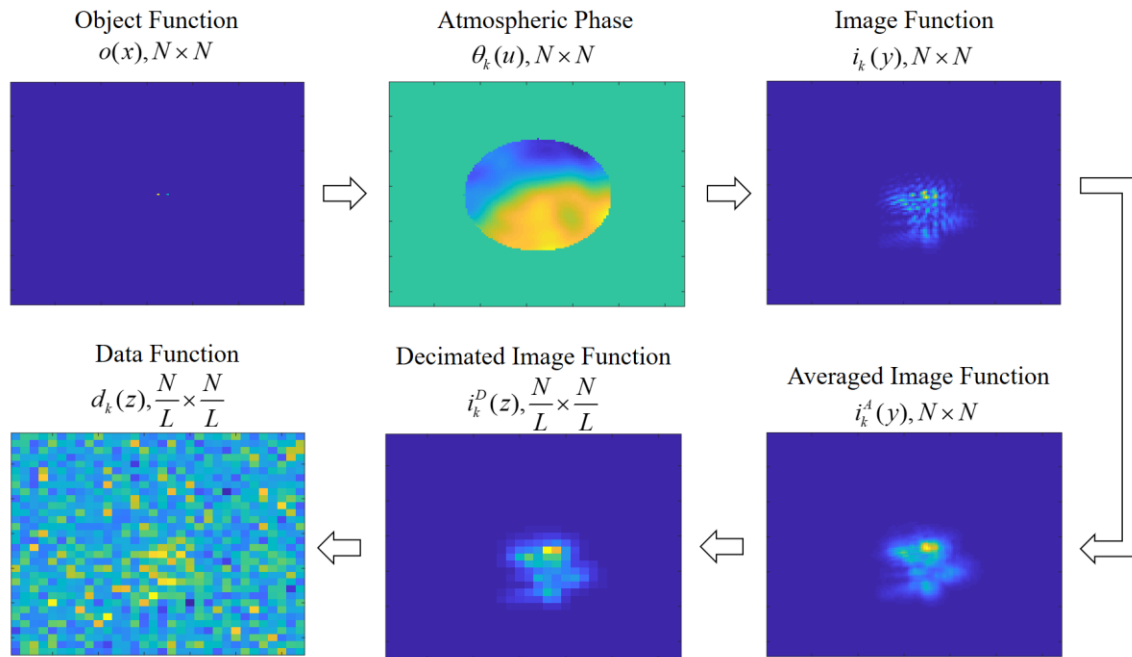 Object Function
o(x), N × N
Atmospheric Phase
θ_k(u), N × N
Image Function
i_k(y), N × N
Data Function
d_k(z), N/L × N/L
Decimated Image Function
i_k^D(z), N/L × N/L
Averaged Image Function
i_k^A(y), N × N